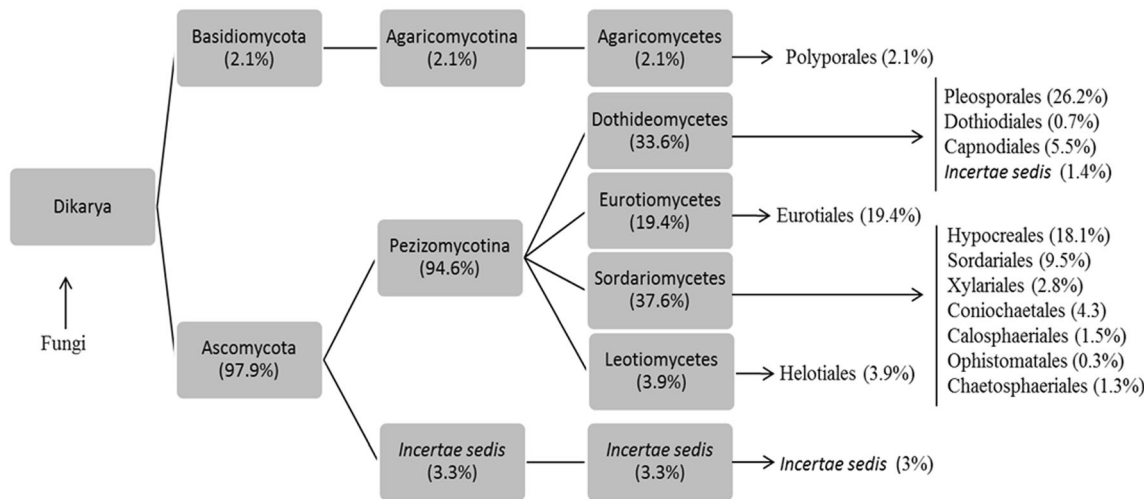 Fungi
Dikarya
Basidiomycota
(2.1%)
Agaricomycotina
(2.1%)
Agaricomycetes
(2.1%)
Polyporales (2.1%)
Ascomycota
(97.9%)
Pezizomycotina
(94.6%)
Dothideomycetes
(33.6%)
Pleosporales (26.2%)
Dothiodiales (0.7%)
Capnodiales (5.5%)
Incertae sedis (1.4%)
Eurotiomycetes
(19.4%)
Eurotiales (19.4%)
Sordariomycetes
(37.6%)
Hypocreales (18.1%)
Sordariales (9.5%)
Xylariales (2.8%)
Coniochaetales (4.3)
Calosphaeriales (1.5%)
Ophistomatales (0.3%)
Chaetosphaeriales (1.3%)
Leotiomycetes
(3.9%)
Helotiales (3.9%)
Incertae sedis
(3.3%)
Incertae sedis
(3.3%)
Incertae sedis (3%)